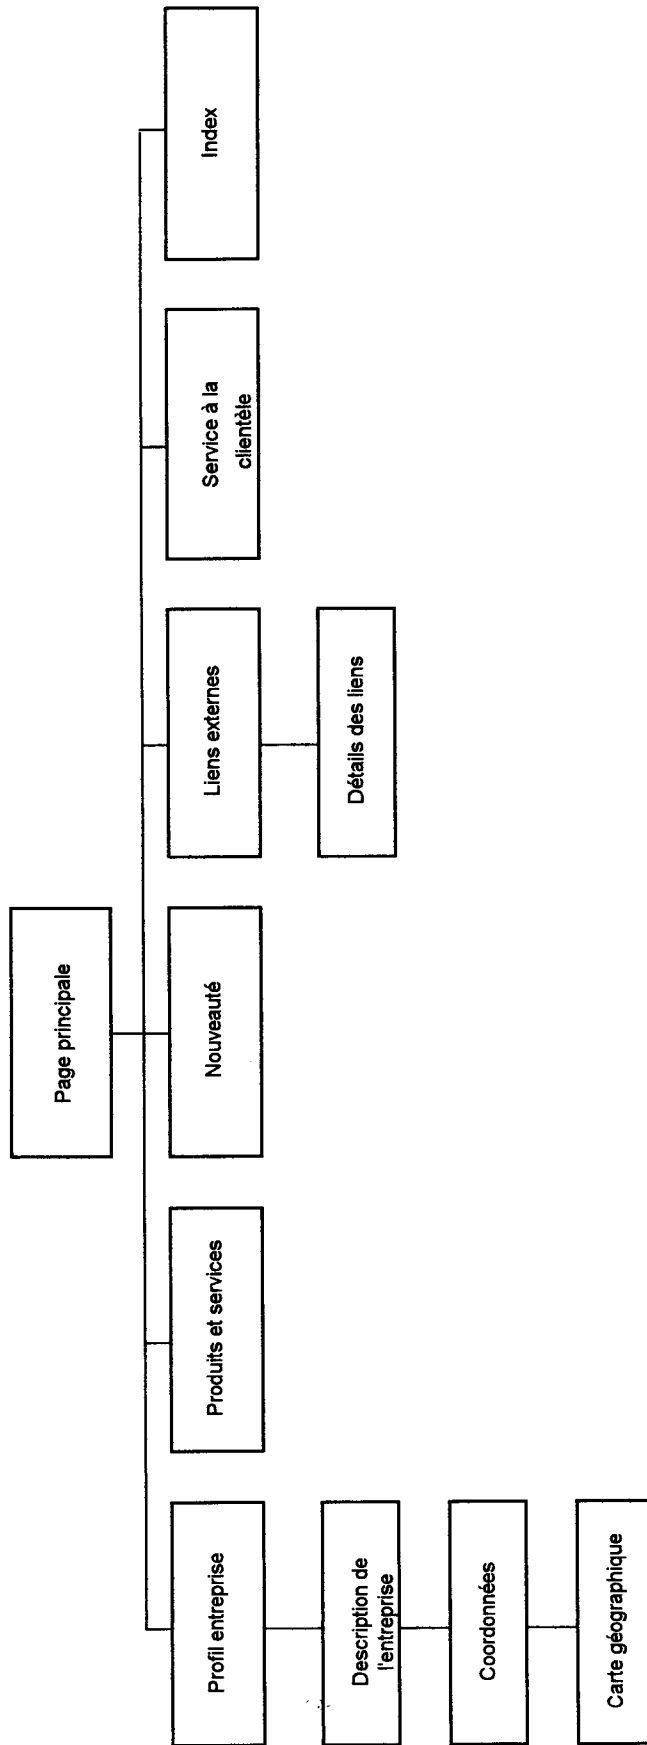 Page principale
Profil entreprise
Produits et services
Nouveauté
Liens externes
Service à la
clientèle
Index
Description de
l'entreprise
Détails des liens
Coordonnées
Carte géographique